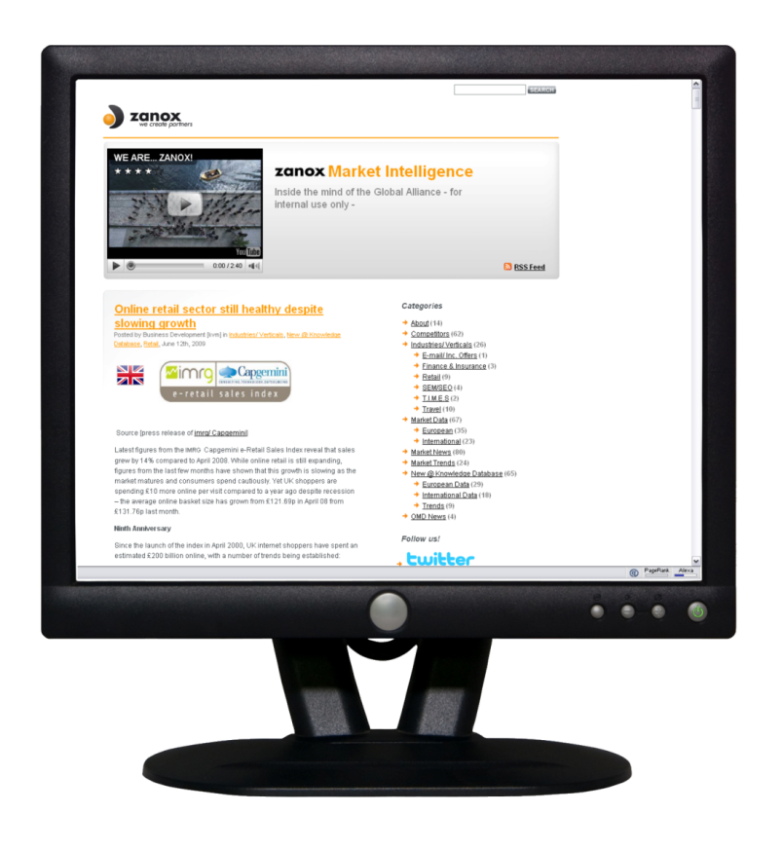 SEARCH
zanox
we create partners
WE ARE... ZANOX!
zanox Market Intelligence
Inside the mind of the Global Alliance - for
internal use only -
YouTube
0:00 / 2:40
RSS Feed
Online retail sector still healthy despite
slowing growth
Posted by Business Development [kvm] in Industries/ Verticals, New @ Knowledge
Database, Retail, June 12th, 2009
imrg Capgemini
CONSULTING.TECHNOLOGY.OUTSOURCING
e-retail sales index
Source [press release of imrg/ Capgemini]
Latest figures from the IMRG Capgemini e-Retail Sales Index reveal that sales
grew by 14% compared to April 2008. While online retail is still expanding,
figures from the last few months have shown that this growth is slowing as the
market matures and consumers spend cautiously. Yet UK shoppers are
spending £10 more online per visit compared to a year ago despite recession
– the average online basket size has grown from £121.69p in April 08 from
£131.76p last month.
Ninth Anniversary
Since the launch of the index in April 2000, UK internet shoppers have spent an
estimated £200 billion online, with a number of trends being established:
Categories
About (14)
Competitors (62)
Industries/ Verticals (26)
E-mail/ Inc. Offers (1)
Finance & Insurance (3)
Retail (9)
SEM/SEO (4)
T.I.M.E.S (2)
Travel (10)
Market Data (67)
European (35)
International (23)
Market News (80)
Market Trends (24)
New @ Knowledge Database (65)
European Data (29)
International Data (18)
Trends (9)
OMD News (4)
Follow us!
twitter
PageRank Alexa